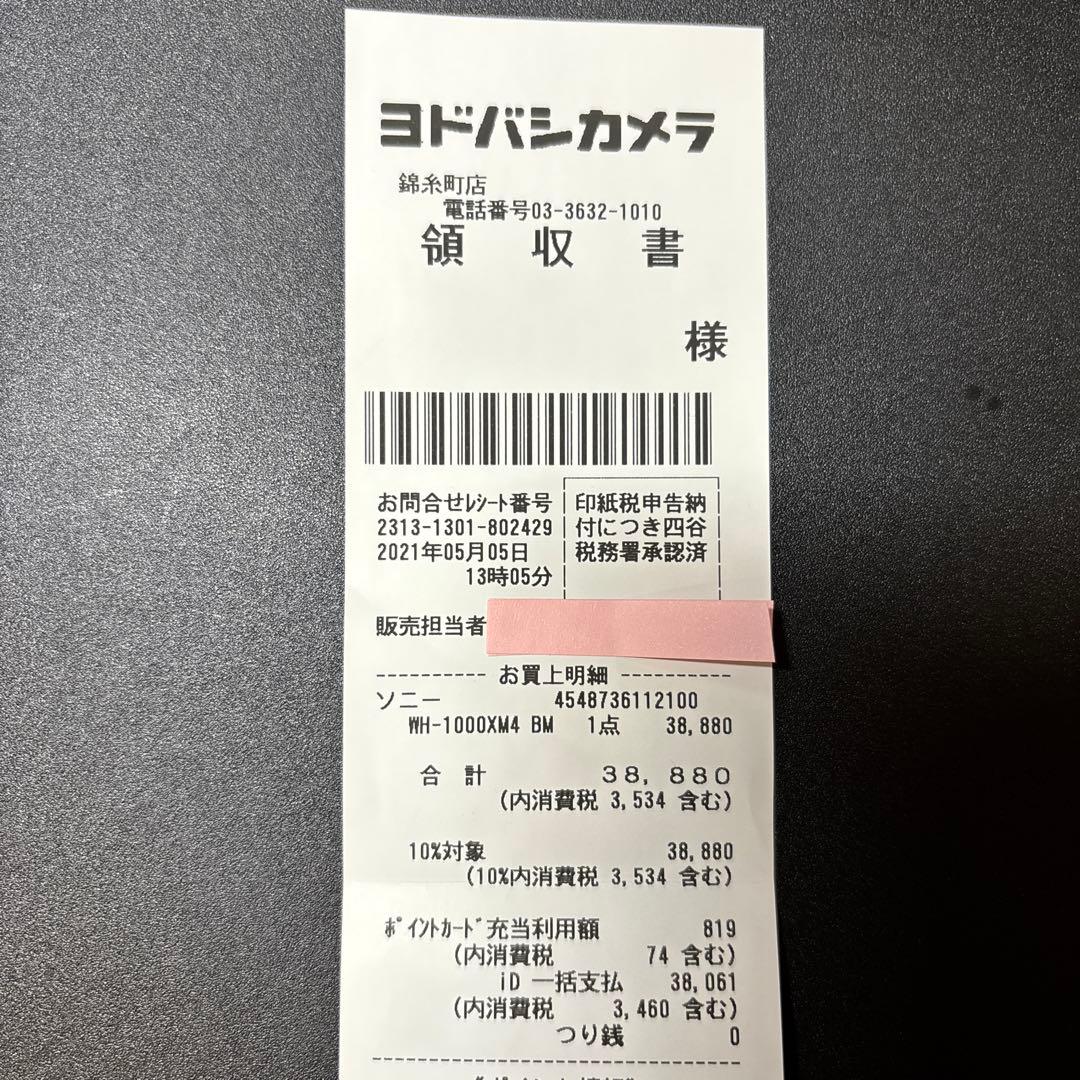 ヨドバシカメラ
錦糸町店
電話番号03-3632-1010
領 収 書
様
お問合せﾚｼｰﾄ番号
2313-1301-802429
2021年05月05日
13時05分
印紙税申告納
付につき四谷
税務署承認済
販売担当者
---------- お買上明細 ----------
ソニー 4548736112100
WH-1000XM4 BM 1点 38,880
合 計 38,880
(内消費税 3,534 含む)
10%対象 38,880
(10%内消費税 3,534 含む)
ﾎﾟｲﾝﾄｶｰﾄﾞ充当利用額 819
(内消費税 74 含む)
iD 一括支払 38,061
(内消費税 3,460 含む)
つり銭 0